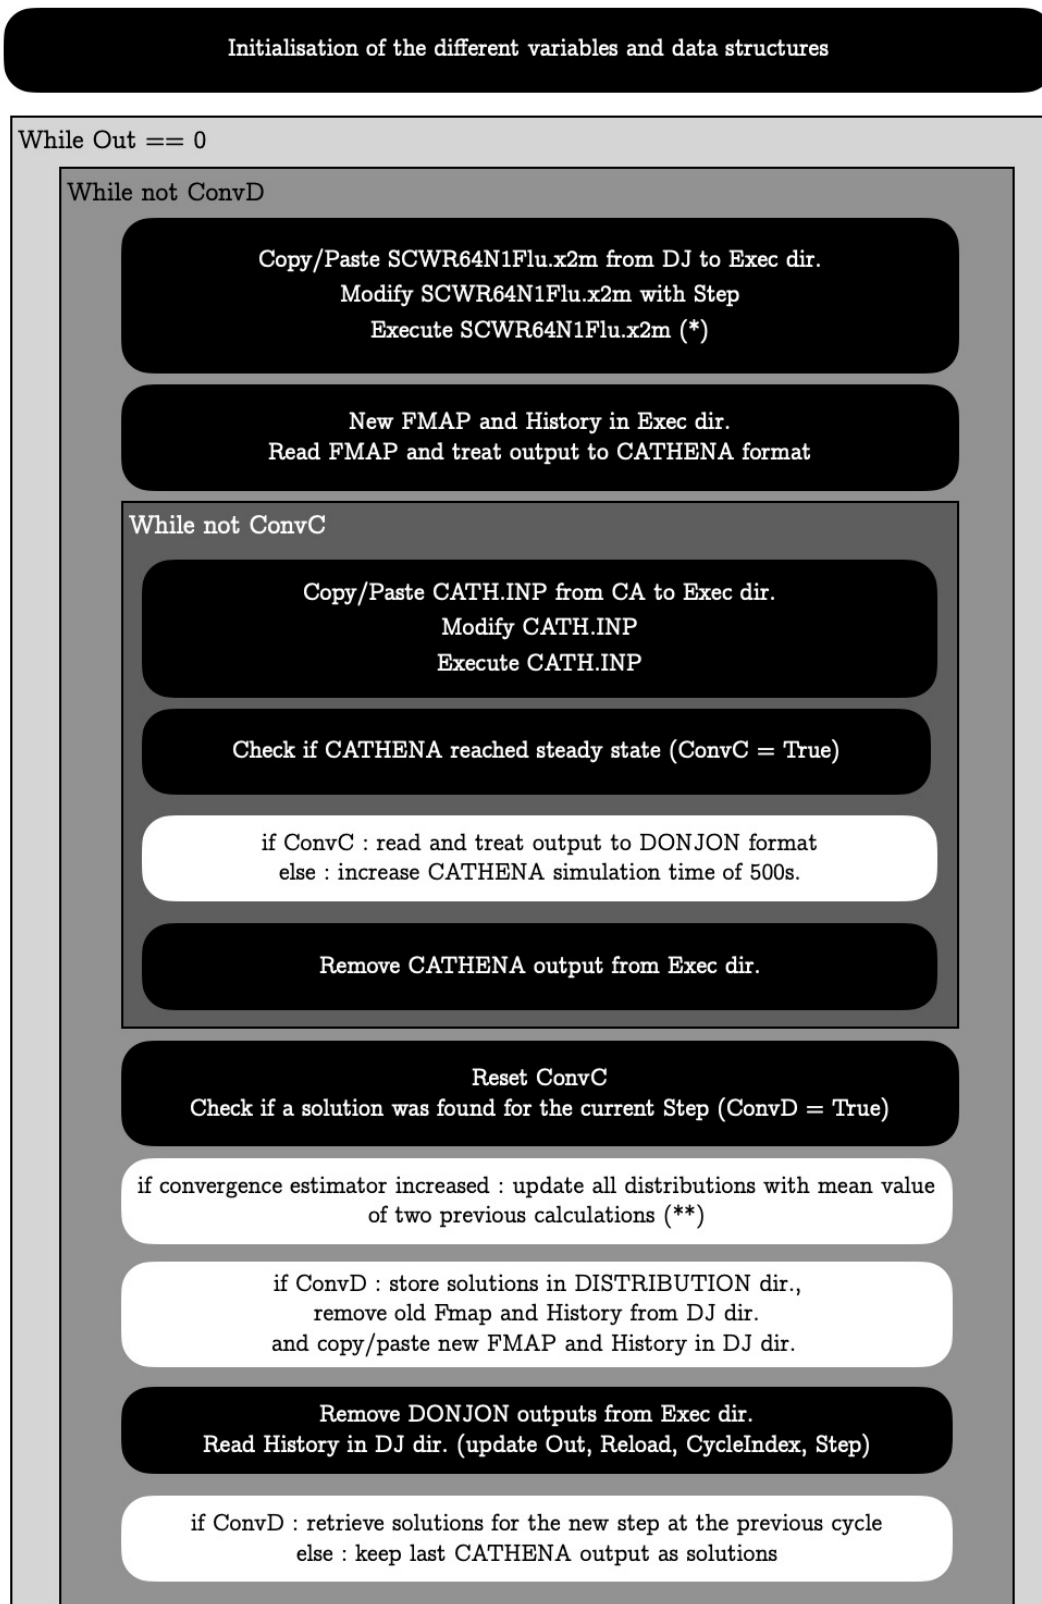 Initialisation of the different variables and data structures
While Out == 0
While not ConvD
Copy/Paste SCWR64N1Flu.x2m from DJ to Exec dir.
Modify SCWR64N1Flu.x2m with Step
Execute SCWR64N1Flu.x2m (*)
New FMAP and History in Exec dir.
Read FMAP and treat output to CATHENA format
While not ConvC
Copy/Paste CATH.INP from CA to Exec dir.
Modify CATH.INP
Execute CATH.INP
Check if CATHENA reached steady state (ConvC = True)
if ConvC : read and treat output to DONJON format
else : increase CATHENA simulation time of 500s.
Remove CATHENA output from Exec dir.
Reset ConvC
Check if a solution was found for the current Step (ConvD = True)
if convergence estimator increased : update all distributions with mean value
of two previous calculations (**)
if ConvD : store solutions in DISTRIBUTION dir.,
remove old Fmap and History from DJ dir.
and copy/paste new FMAP and History in DJ dir.
Remove DONJON outputs from Exec dir.
Read History in DJ dir. (update Out, Reload, CycleIndex, Step)
if ConvD : retrieve solutions for the new step at the previous cycle
else : keep last CATHENA output as solutions